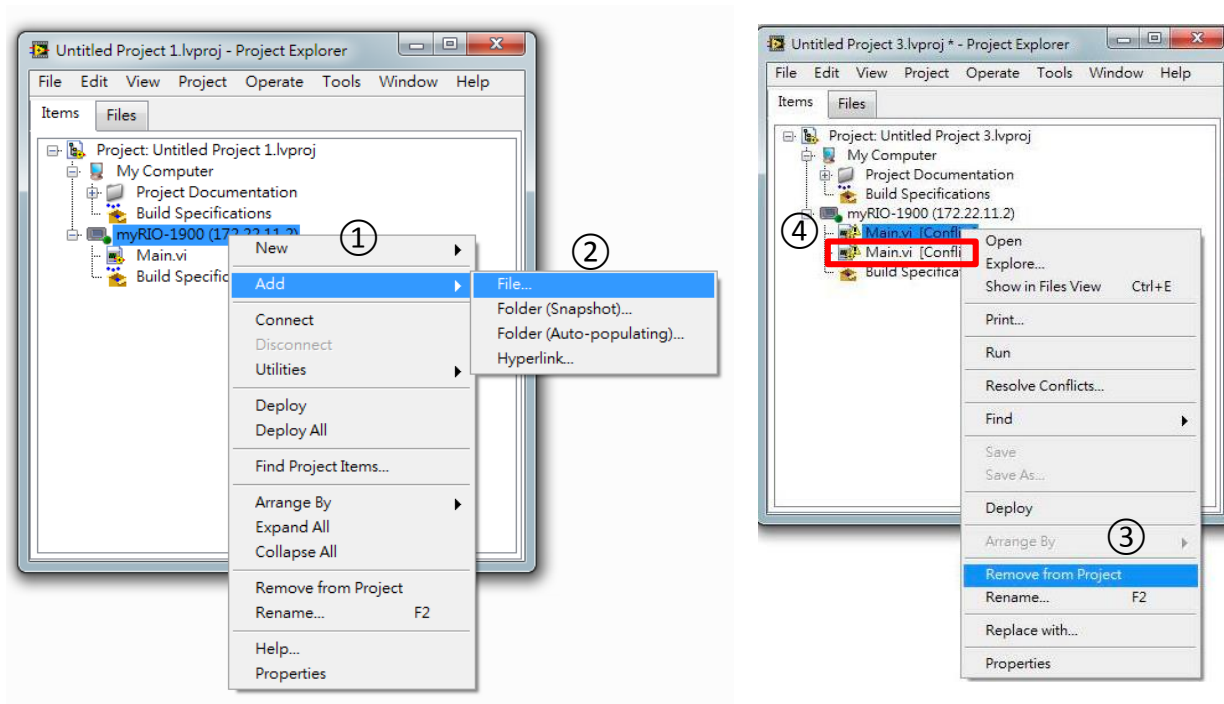 Untitled Project 1.lvproj - Project Explorer
File Edit View Project Operate Tools Window Help
Items Files
Project: Untitled Project 1.lvproj
My Computer
Project Documentation
Build Specifications
myRIO-1900 (172.22.11.2)
Main.vi
Build Specific
①
New
Add
Connect
Disconnect
Utilities
Deploy
Deploy All
Find Project Items...
Arrange By
Expand All
Collapse All
Remove from Project
Rename... F2
Help...
Properties
②
File...
Folder (Snapshot)...
Folder (Auto-populating)...
Hyperlink...
Untitled Project 3.lvproj * - Project Explorer
File Edit View Project Operate Tools Window Help
Items Files
Project: Untitled Project 3.lvproj
My Computer
Project Documentation
Build Specifications
myRIO-1900 (172.22.11.2)
④
Main.vi [Confli
Main.vi [Confli
Build Specifica
Open
Explore...
Show in Files View Ctrl+E
Print...
Run
Resolve Conflicts...
Find
Save
Save As...
Deploy
Arrange By
③
Remove from Project
Rename... F2
Replace with...
Properties